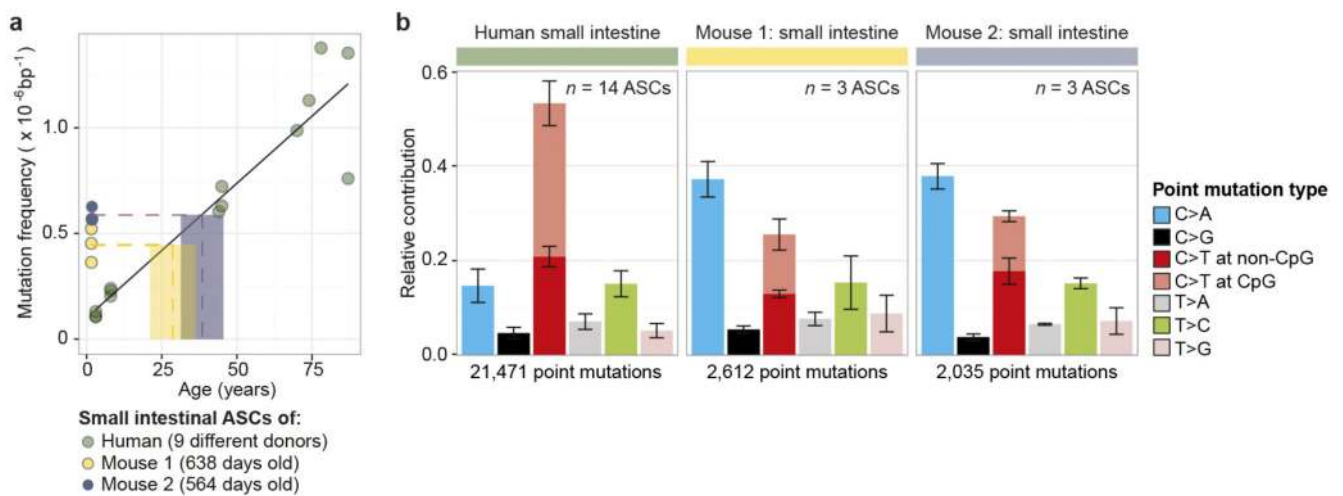 a
Mutation frequency ( x 10⁻⁶bp⁻¹)
1.0
0.5
0
0 25 50 75
Age (years)
Small intestinal ASCs of:
Human (9 different donors)
Mouse 1 (638 days old)
Mouse 2 (564 days old)
b
Human small intestine
Mouse 1: small intestine
Mouse 2: small intestine
Relative contribution
0.6
0.4
0.2
0.0
n = 14 ASCs
n = 3 ASCs
n = 3 ASCs
21,471 point mutations
2,612 point mutations
2,035 point mutations
Point mutation type
C>A
C>G
C>T at non-CpG
C>T at CpG
T>A
T>C
T>G